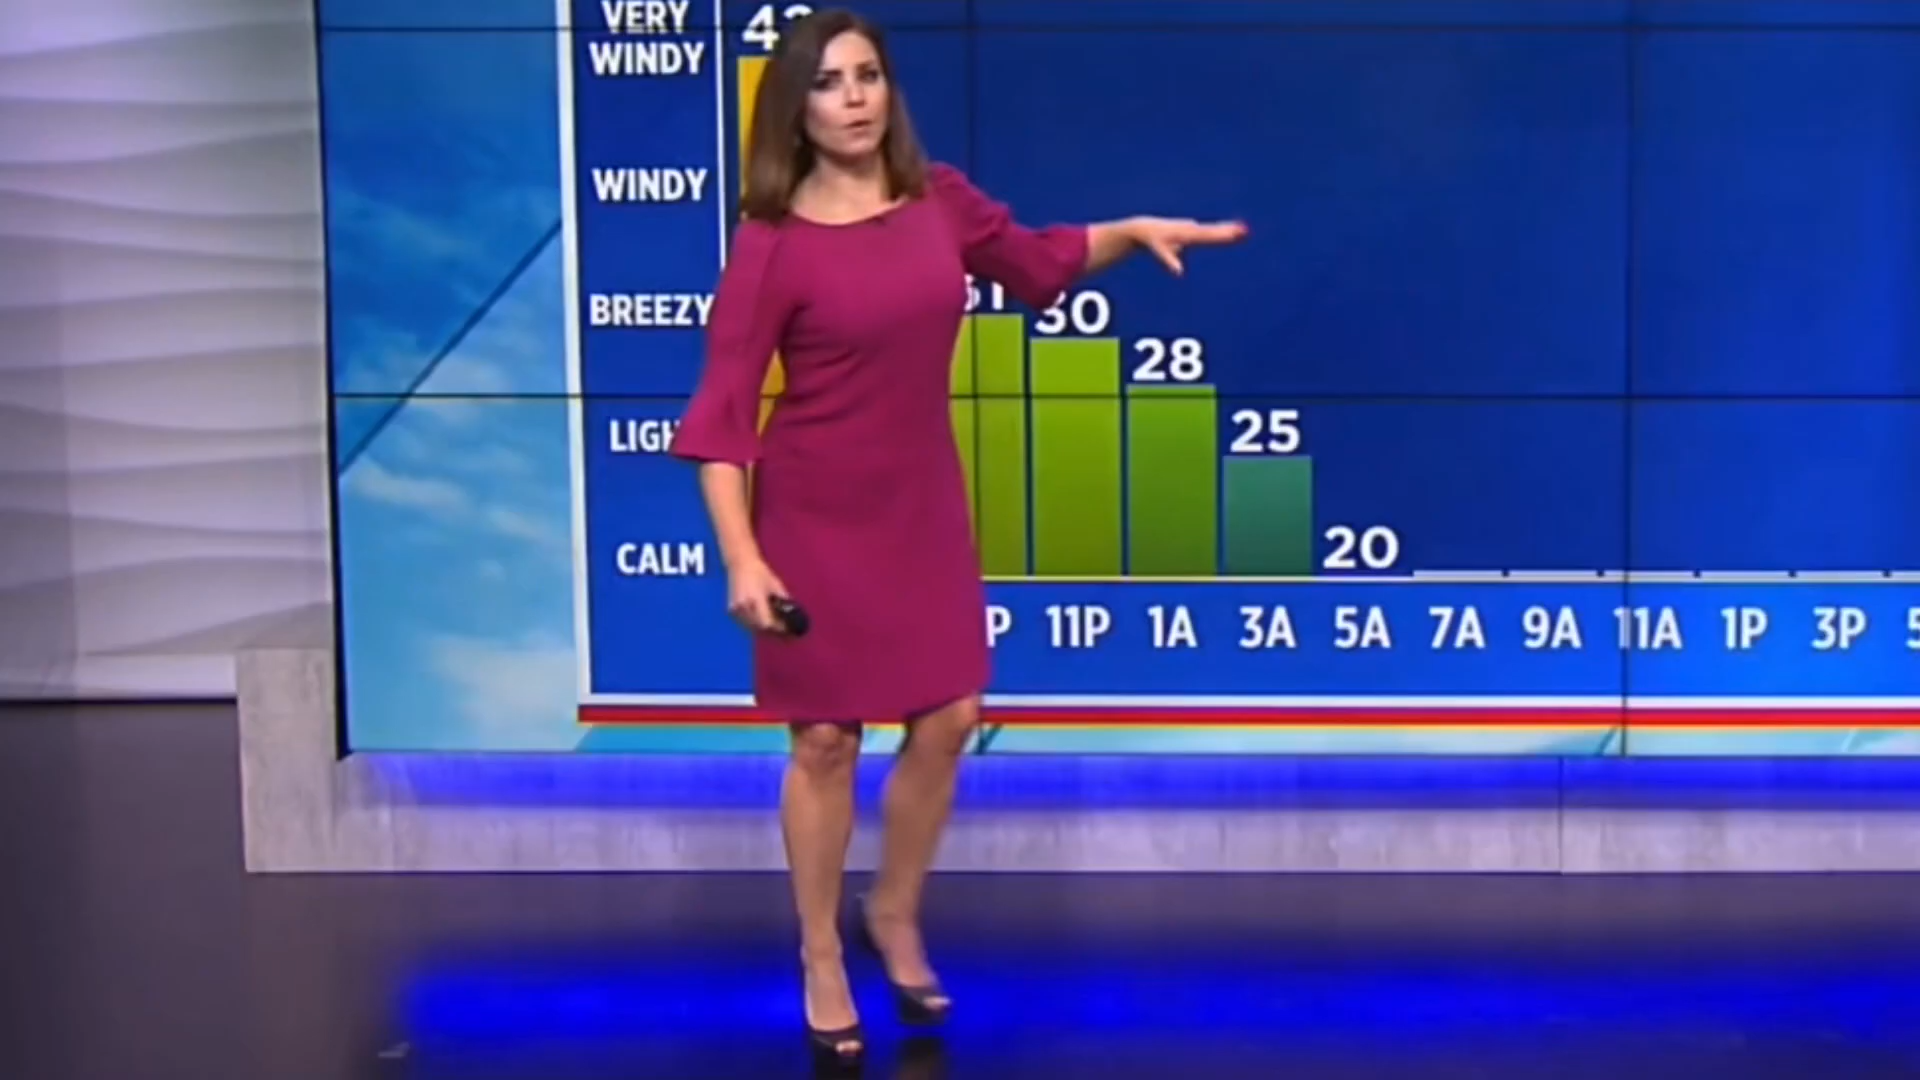 VERY
WINDY
WINDY
BREEZY
CALM
30
28
25
20
P 11P 1A 3A 5A 7A 9A 11A 1P 3P